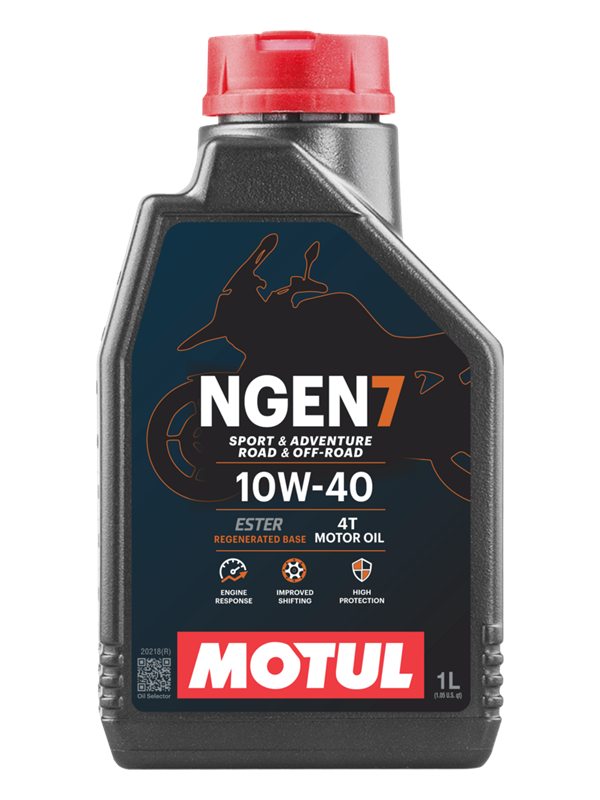 NGEN7
SPORT & ADVENTURE
ROAD & OFF-ROAD
10W-40
ESTER
REGENERATED BASE
4T
MOTOR OIL
ENGINE
RESPONSE
IMPROVED
SHIFTING
HIGH
PROTECTION
20218(R)
Oil Selector
MOTUL
1L
(1.05 U.S. qt)